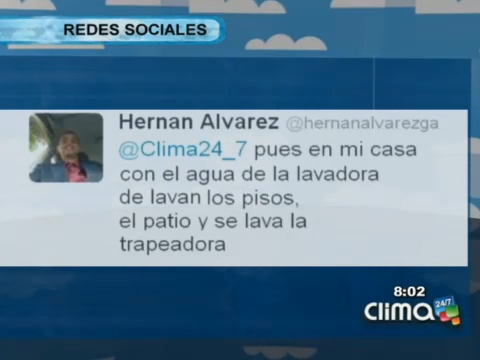 REDES SOCIALES
Hernan Alvarez @hernanalvarezga
@Clima24_7 pues en mi casa
con el agua de la lavadora
de lavan los pisos,
el patio y se lava la
trapeadora
8:02
clima 24/7